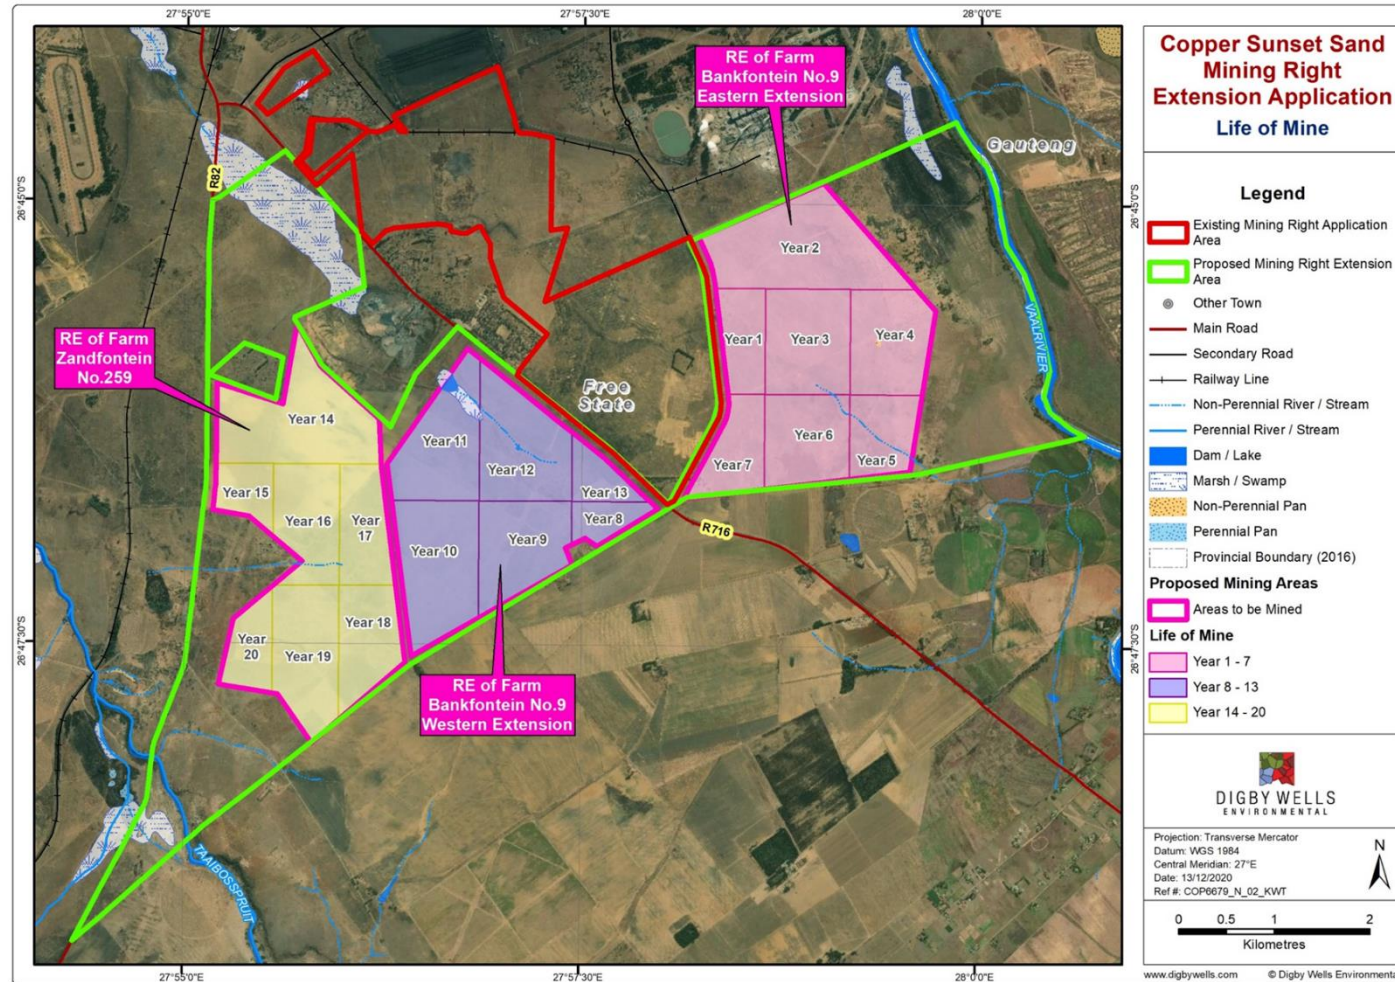 27°55'0"E
27°57'30"E
28°0'0"E
26°45'0"S
26°47'30"S
R82
RE of Farm
Bankfontein No.9
Eastern Extension
Gauteng
26°45'0"S
Year 2
VAALRIVIER
Year 1
Year 3
Year 4
RE of Farm
Zandfontein
No.259
Free
State
Year 14
Year 11
Year 12
Year 6
Year 7
Year 5
Year 15
Year 13
Year 16
Year
17
Year 8
Year 10
Year 9
R716
Year 18
Year
20
Year 19
26°47'30"S
RE of Farm
Bankfontein No.9
Western Extension
TAAIBOSSPRUIT
27°55'0"E
27°57'30"E
28°0'0"E
Copper Sunset Sand
Mining Right
Extension Application
Life of Mine
Legend
Existing Mining Right Application
Area
Proposed Mining Right Extension
Area
Other Town
Main Road
Secondary Road
Railway Line
Non-Perennial River / Stream
Perennial River / Stream
Dam / Lake
Marsh / Swamp
Non-Perennial Pan
Perennial Pan
Provincial Boundary (2016)
Proposed Mining Areas
Areas to be Mined
Life of Mine
Year 1 - 7
Year 8 - 13
Year 14 - 20
DIGBY WELLS
ENVIRONMENTAL
Projection: Transverse Mercator
Datum: WGS 1984
Central Meridian: 27°E
Date: 13/12/2020
Ref #: COP6679_N_02_KWT
N
0 0.5 1 2
Kilometres
www.digbywells.com © Digby Wells Environmenta